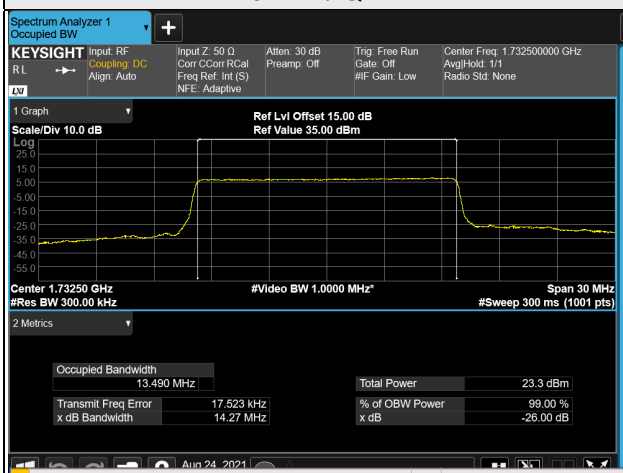 Spectrum Analyzer 1
Occupied BW
+
KEYSIGHT Input: RF Input Z: 50 Ω Atten: 30 dB Trig: Free Run Center Freq: 1.732500000 GHz
RL Coupling: DC Corr CCorr RCal Preamp: Off Gate: Off Avg|Hold: 1/1
Align: Auto Freq Ref: Int (S) #IF Gain: Low Radio Std: None
LXI NFE: Adaptive
1 Graph Ref Lvl Offset 15.00 dB
Scale/Div 10.0 dB Ref Value 35.00 dBm
Log
25.0
15.0
5.00
-5.00
-15.0
-25.0
-35.0
-45.0
-55.0
Center 1.73250 GHz #Video BW 1.0000 MHz* Span 30 MHz
#Res BW 300.00 kHz #Sweep 300 ms (1001 pts)
2 Metrics
Occupied Bandwidth
13.490 MHz Total Power 23.3 dBm
Transmit Freq Error 17.523 kHz % of OBW Power 99.00 %
x dB Bandwidth 14.27 MHz x dB -26.00 dB
Aug 24, 2021